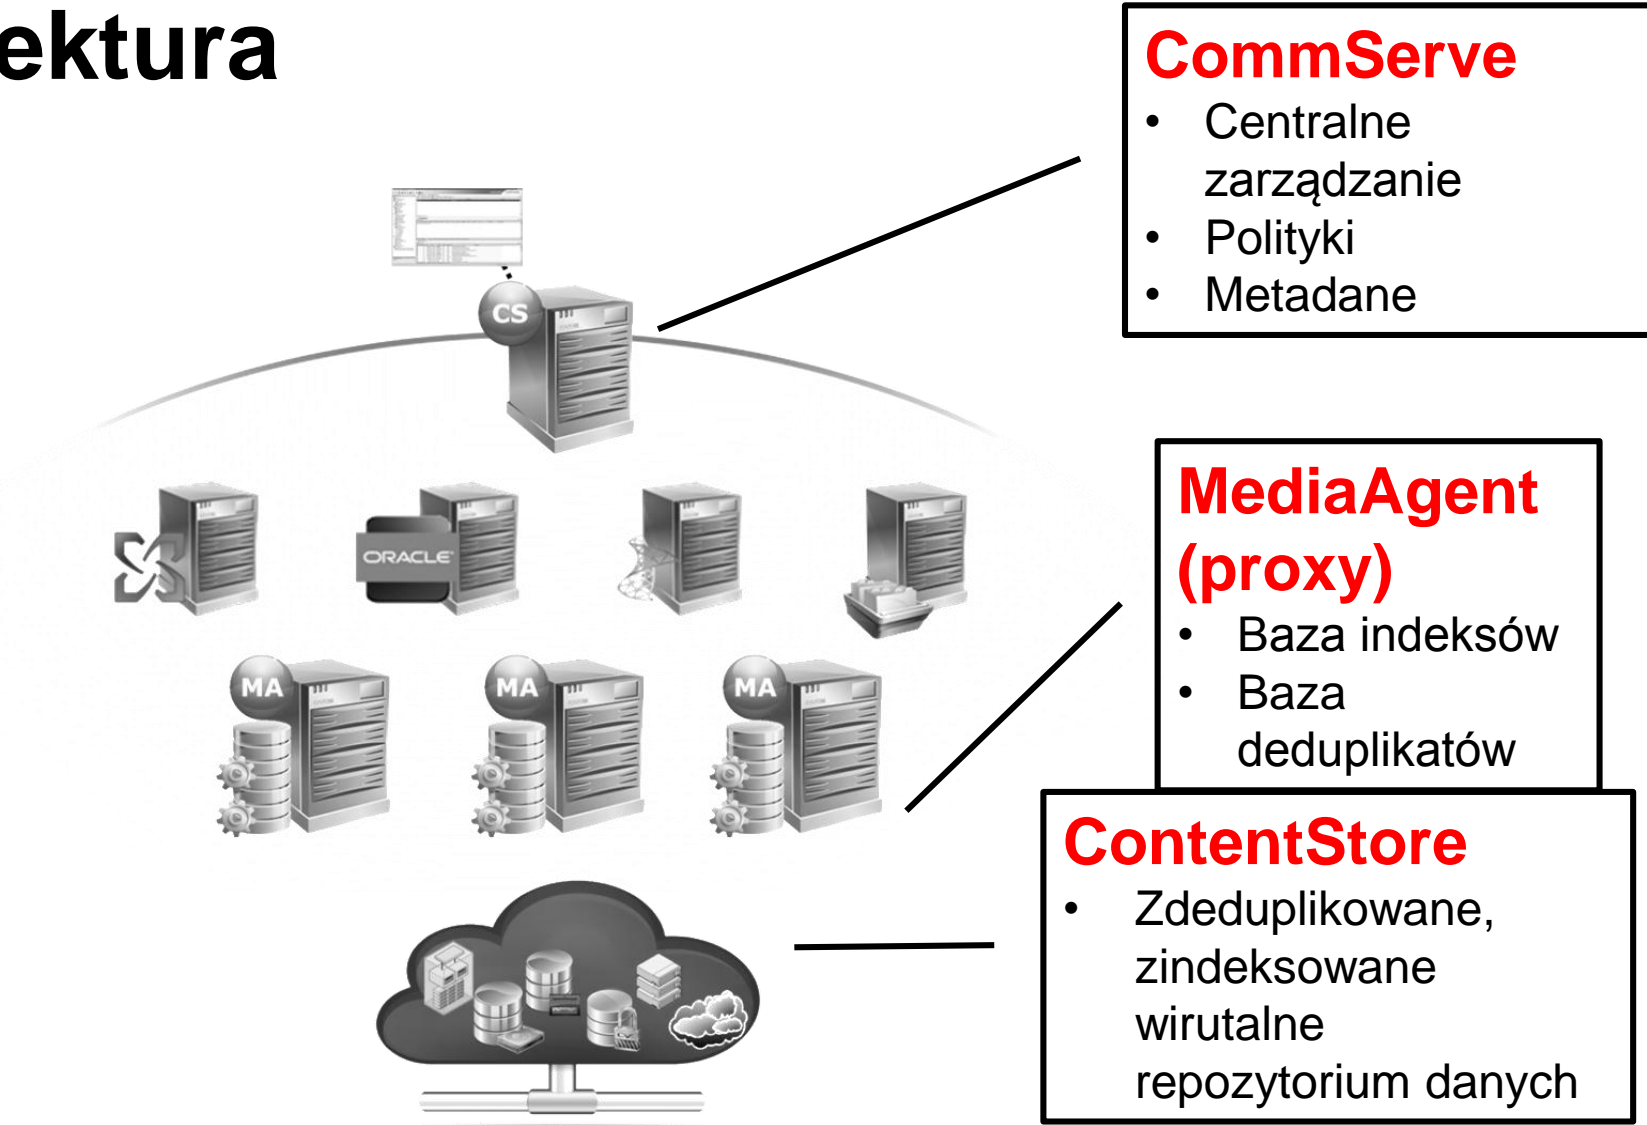 ektura
CommServe
• Centralne
zarządzanie
• Polityki
• Metadane
CS
ORACLE
MediaAgent
(proxy)
• Baza indeksów
• Baza
deduplikatów
MA MA MA
ContentStore
• Zdeduplikowane,
zindeksowane
wirutalne
repozytorium danych